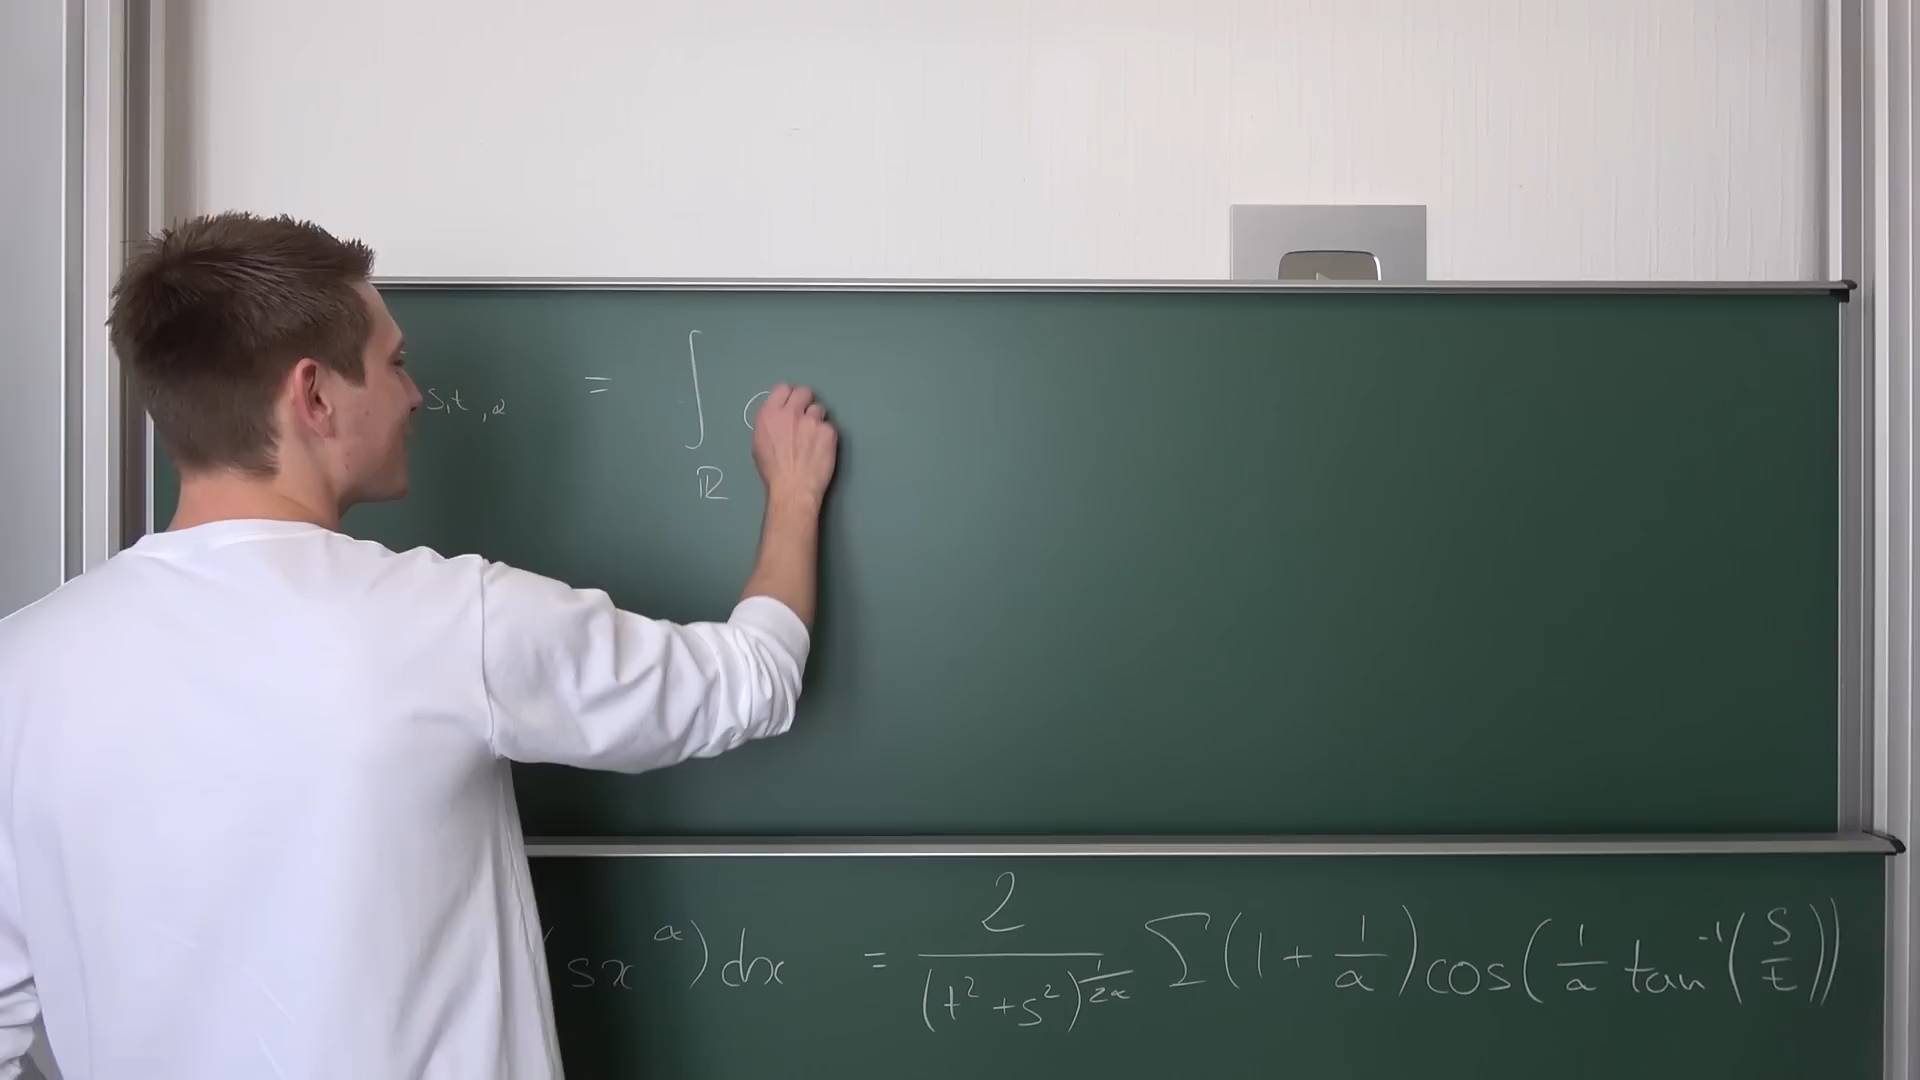 s,t,α = ∫
ℝ
sx^α)dx = 2/(t²+s²)^(1/2α) Γ(1+1/α)cos(1/α tan⁻¹(s/t))